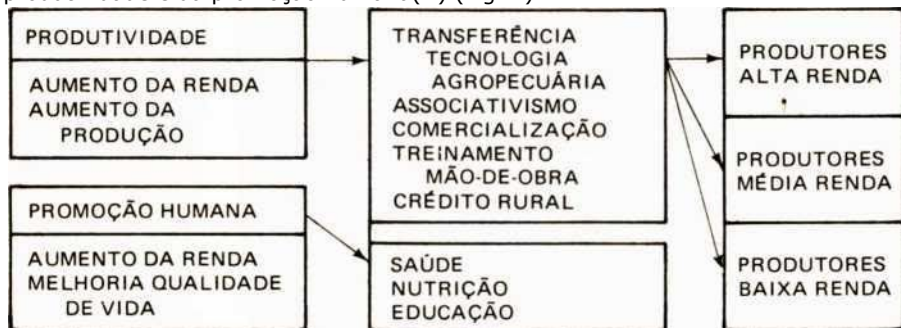 PRODUTIVIDADE
AUMENTO DA RENDA
AUMENTO DA
PRODUÇÃO
PROMOÇÃO HUMANA
AUMENTO DA RENDA
MELHORIA QUALIDADE
DE VIDA
TRANSFERÊNCIA
TECNOLOGIA
AGROPECUÁRIA
ASSOCIATIVISMO
COMERCIALIZAÇÃO
TREINAMENTO
MÃO-DE-OBRA
CRÉDITO RURAL
SAÚDE
NUTRIÇÃO
EDUCAÇÃO
PRODUTORES
ALTA RENDA
PRODUTORES
MÉDIA RENDA
PRODUTORES
BAIXA RENDA